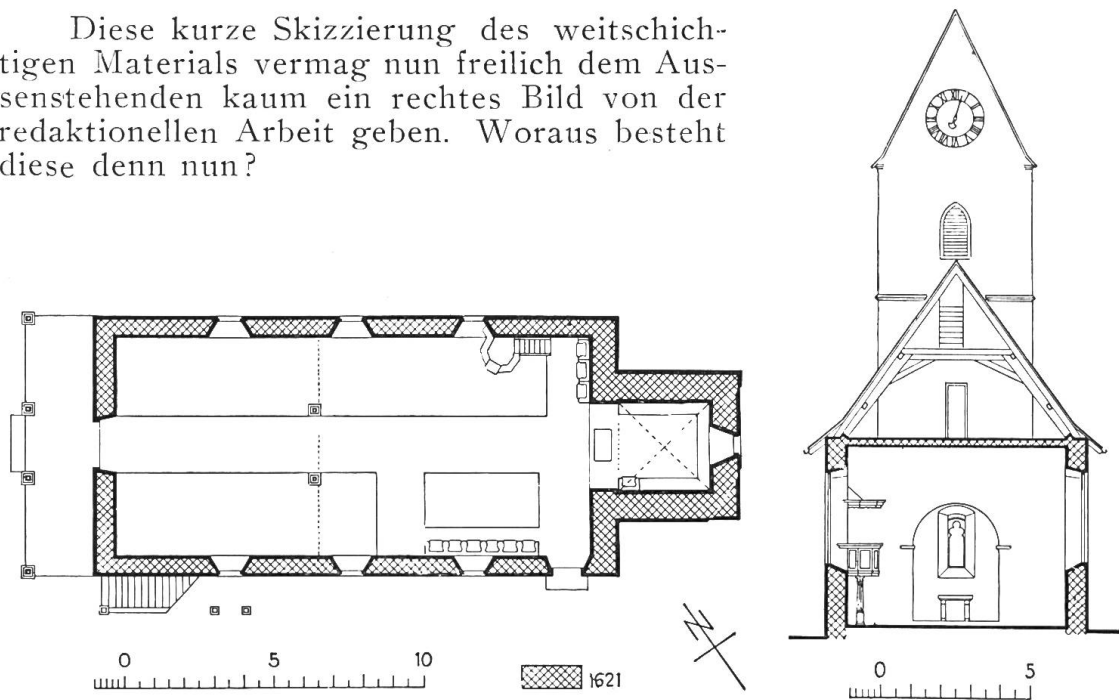 Diese kurze Skizzierung des weitschich-
tigen Materials vermag nun freilich dem Aus-
senstehenden kaum ein rechtes Bild von der
redaktionellen Arbeit geben. Woraus besteht
diese denn nun?
0 5 10
1621
N
0 5